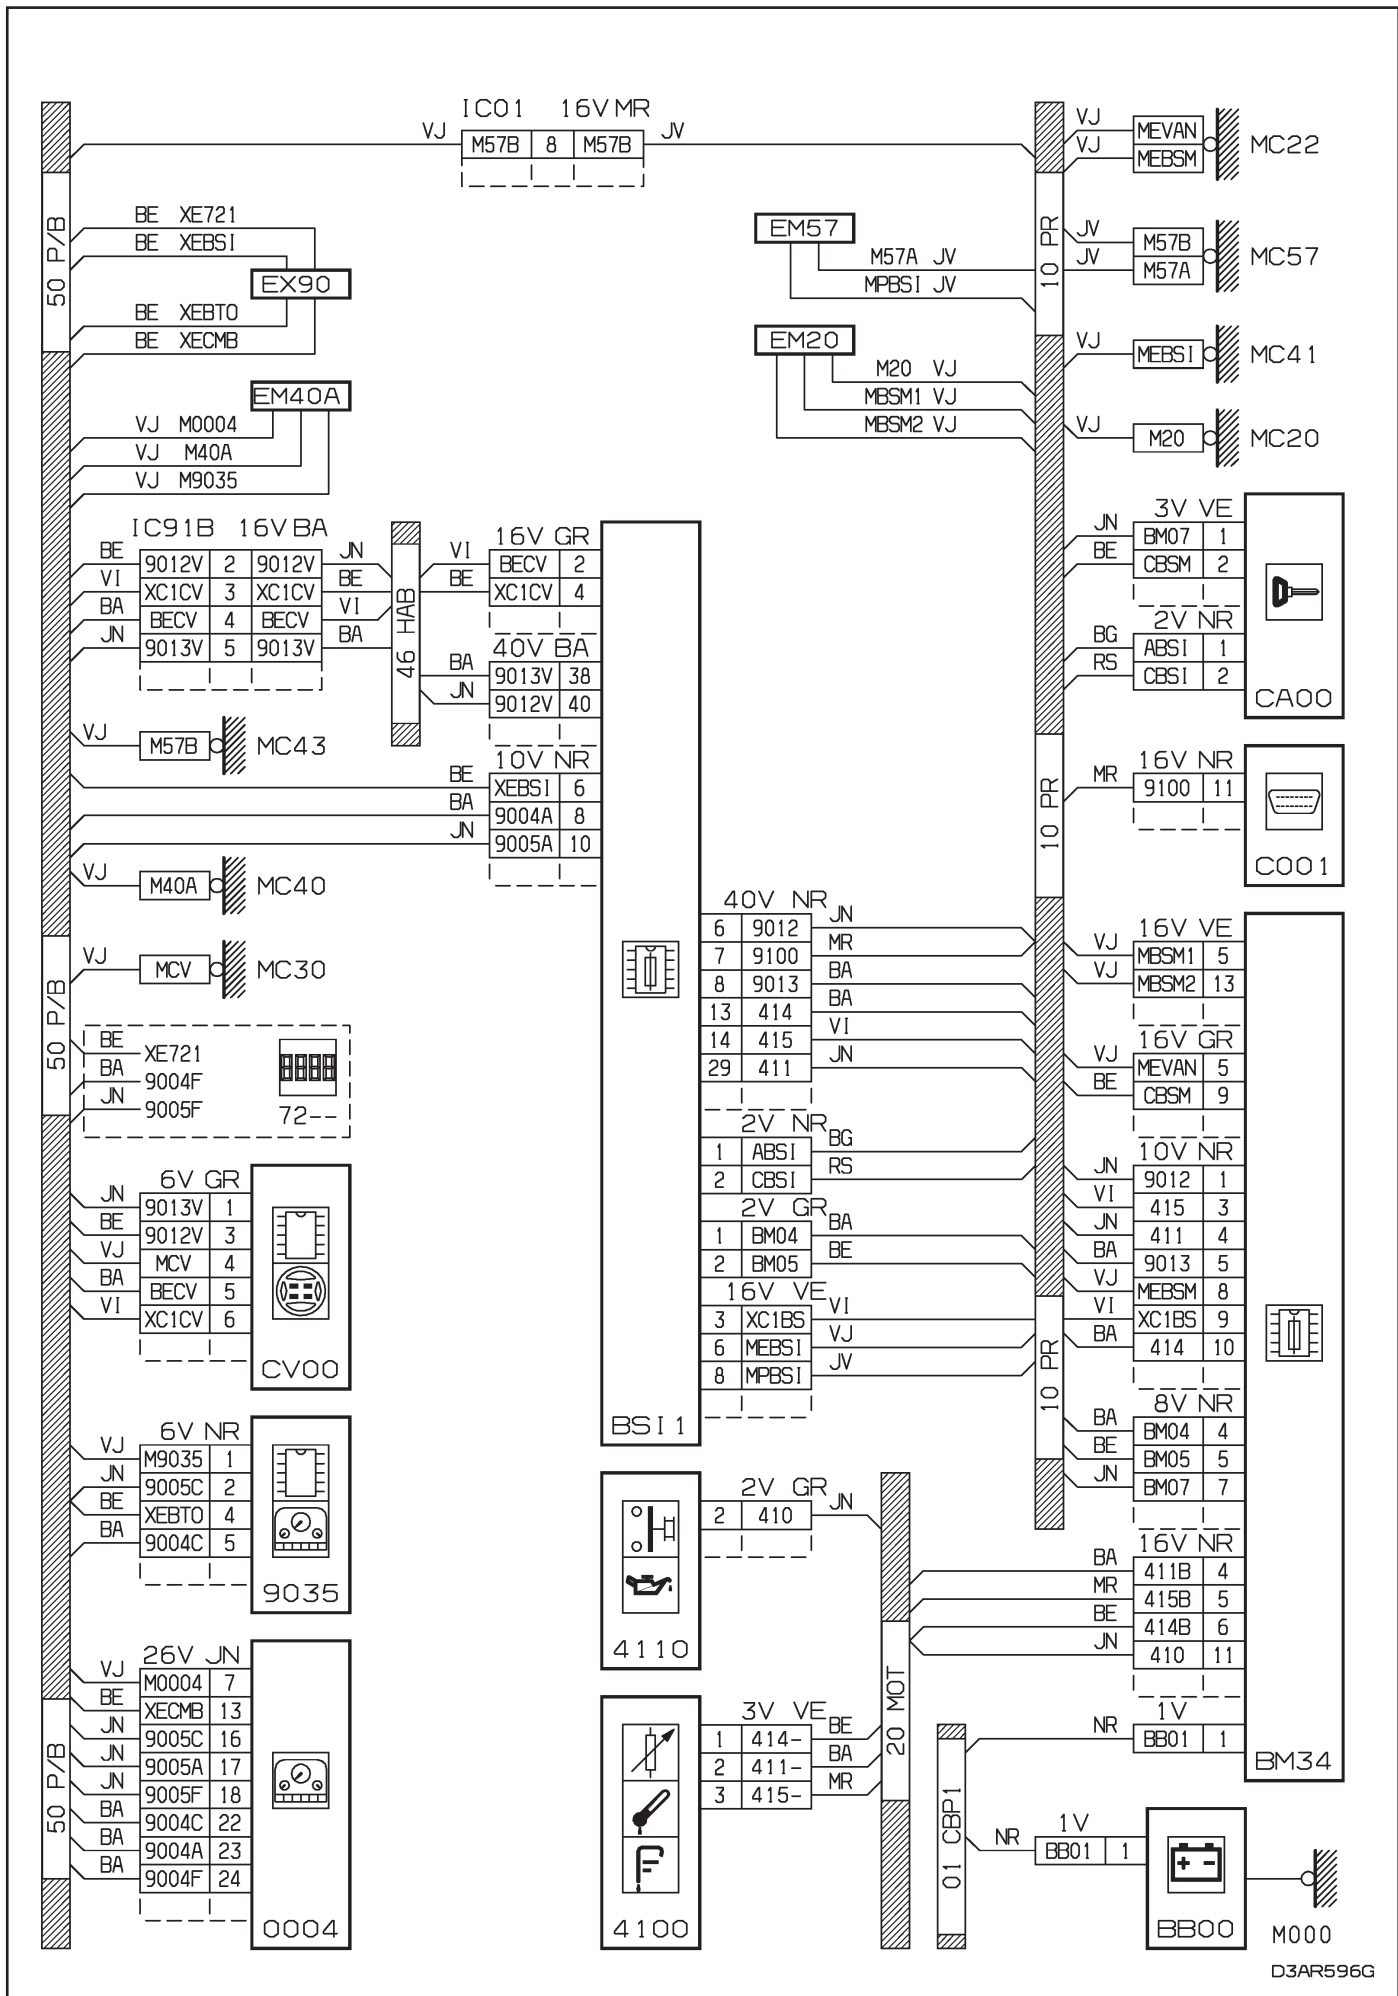 IC01 16V MR
VJ M57B 8 M57B JV
50 P/B
BE XE721
BE XEBSI
EX90
BE XEBTO
BE XECMB
EM40A
VJ M0004
VJ M40A
VJ M9035
EM57
M57A JV
MPBSI JV
EM20
M20 VJ
MBSM1 VJ
MBSM2 VJ
10 PR
VJ MEVAN
VJ MEBSM
MC22
JV M57B
JV M57A
MC57
VJ MEBSI MC41
VJ M20 MC20
IC91B 16V BA
BE 9012V 2 9012V JN
VI XC1CV 3 XC1CV BE
BA BECV 4 BECV VI
JN 9013V 5 9013V BA
46 HAB
16V GR
VI BECV 2
BE XC1CV 4
40V BA
BA 9013V 38
JN 9012V 40
10V NR
BE XEBSI 6
BA 9004A 8
JN 9005A 10
VJ M57B MC43
VJ M40A MC40
50 P/B
VJ MCV MC30
BE XE721
BA 9004F
JN 9005F
72--
6V GR
JN 9013V 1
BE 9012V 3
VJ MCV 4
BA BECV 5
VI XC1CV 6
CV00
6V NR
VJ M9035 1
JN 9005C 2
BE XEBTO 4
BA 9004C 5
9035
26V JN
VJ M0004 7
BE XECMB 13
JN 9005C 16
JN 9005A 17
JN 9005F 18
BA 9004C 22
BA 9004A 23
BA 9004F 24
0004
50 P/B
40V NR
6 9012 JN
7 9100 MR
8 9013 BA
13 414 BA
14 415 VI
29 411 JN
2V NR
1 ABSI BG
2 CBSI RS
2V GR
1 BM04 BA
2 BM05 BE
16V VE
3 XC1BS VI
6 MEBSI VJ
8 MPBSI JV
BSI1
2V GR
2 410 JN
4110
3V VE
1 414- BE
2 411- BA
3 415- MR
4100
20 MOT
3V VE
JN BM07 1
BE CBSM 2
2V NR
BG ABSI 1
RS CBSI 2
CA00
10 PR
16V NR
MR 9100 11
C001
16V VE
VJ MBSM1 5
VJ MBSM2 13
16V GR
VJ MEVAN 5
BE CBSM 9
10V NR
JN 9012 1
VI 415 3
JN 411 4
BA 9013 5
VJ MEBSM 8
VI XC1BS 9
BA 414 10
10 PR
8V NR
BA BM04 4
BE BM05 5
JN BM07 7
16V NR
BA 411B 4
MR 415B 5
BE 414B 6
JN 410 11
1V
NR BB01 1
BM34
01 CBP1
1V
NR BB01 1
BB00
M000
D3AR596G